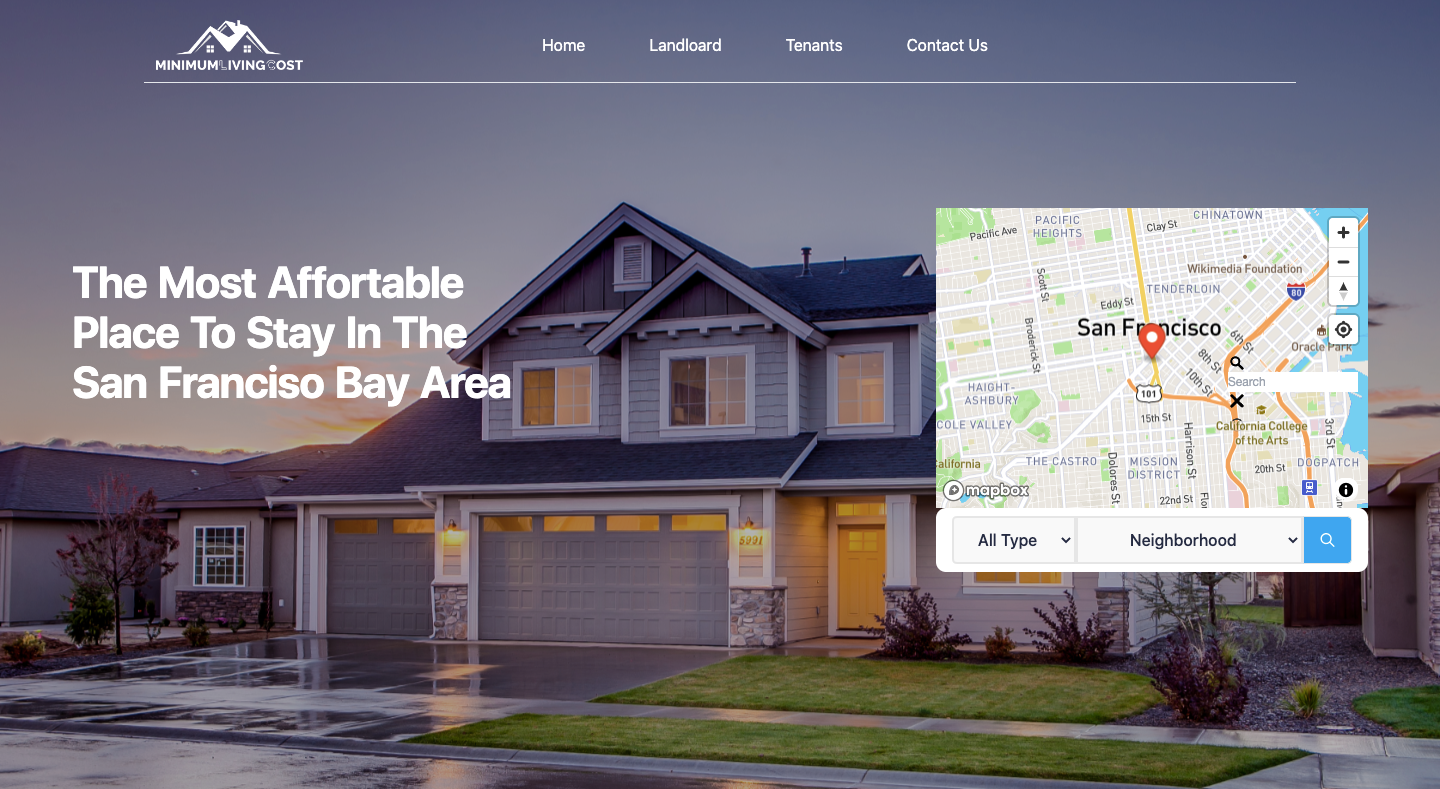 MINIMUMLIVINGCOST
Home
Landloard
Tenants
Contact Us
The Most Affortable
Place To Stay In The
San Franciso Bay Area
CHINATOWN
PACIFIC
HEIGHTS
Clay St
Pacific Ave
Wikimedia Foundation
Scott St
TENDERLOIN
80
Eddy St
San Francisco
Broderick St
6th St
Oracle Park
8th St
Search
10th St
HAIGHT-
ASHBURY
101
15th St
COLE VALLEY
California College
of the Arts
3rd St
Harrison St
alifornia
THE CASTRO
MISSION
DISTRICT
20th St
DOGPATCH
Dolores St
mapbox
22nd St
All Type
Neighborhood
5991